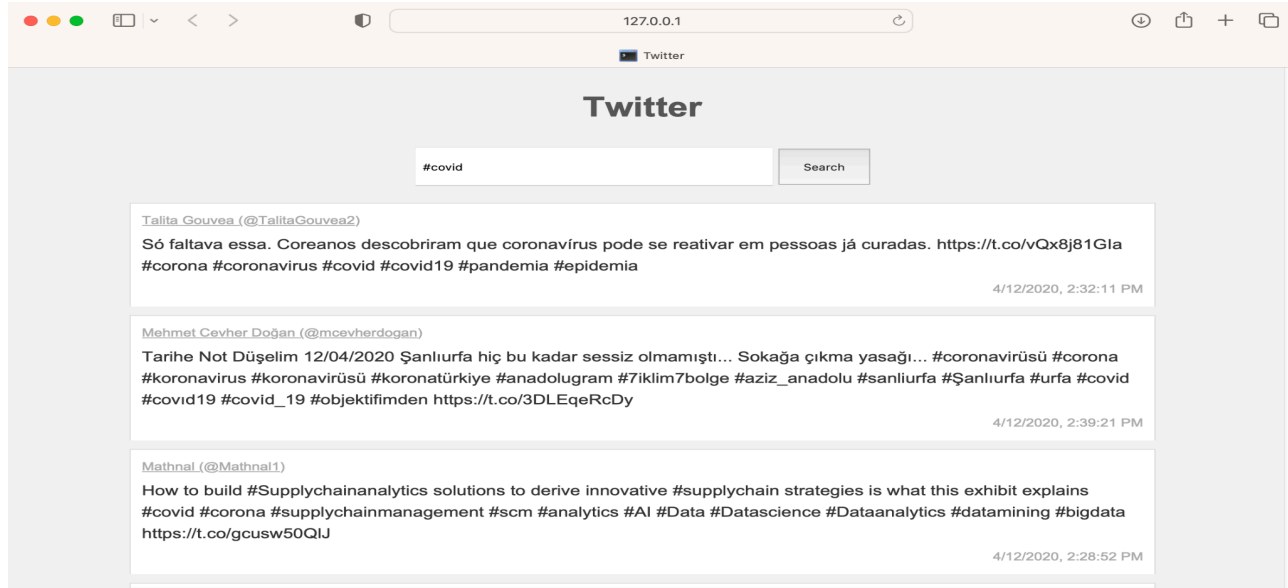 127.0.0.1
Twitter
Twitter
#covid
Search
Talita Gouvea (@TalitaGouvea2)
Só faltava essa. Coreanos descobriram que coronavírus pode se reativar em pessoas já curadas. https://t.co/vQx8j81GIa
#corona #coronavirus #covid #covid19 #pandemia #epidemia
4/12/2020, 2:32:11 PM
Mehmet Cevher Doğan (@mcevherdogan)
Tarihe Not Düşelim 12/04/2020 Şanlıurfa hiç bu kadar sessiz olmamıştı... Sokağa çıkma yasağı... #coronavirüsü #corona
#koronavirus #koronavirüsü #koronatürkiye #anadolugram #7iklim7bolge #aziz_anadolu #sanliurfa #Şanlıurfa #urfa #covid
#covıd19 #covid_19 #objektifimden https://t.co/3DLEqeRcDy
4/12/2020, 2:39:21 PM
Mathnal (@Mathnal1)
How to build #Supplychainanalytics solutions to derive innovative #supplychain strategies is what this exhibit explains
#covid #corona #supplychainmanagement #scm #analytics #AI #Data #Datascience #Dataanalytics #datamining #bigdata
https://t.co/gcusw50QlJ
4/12/2020, 2:28:52 PM